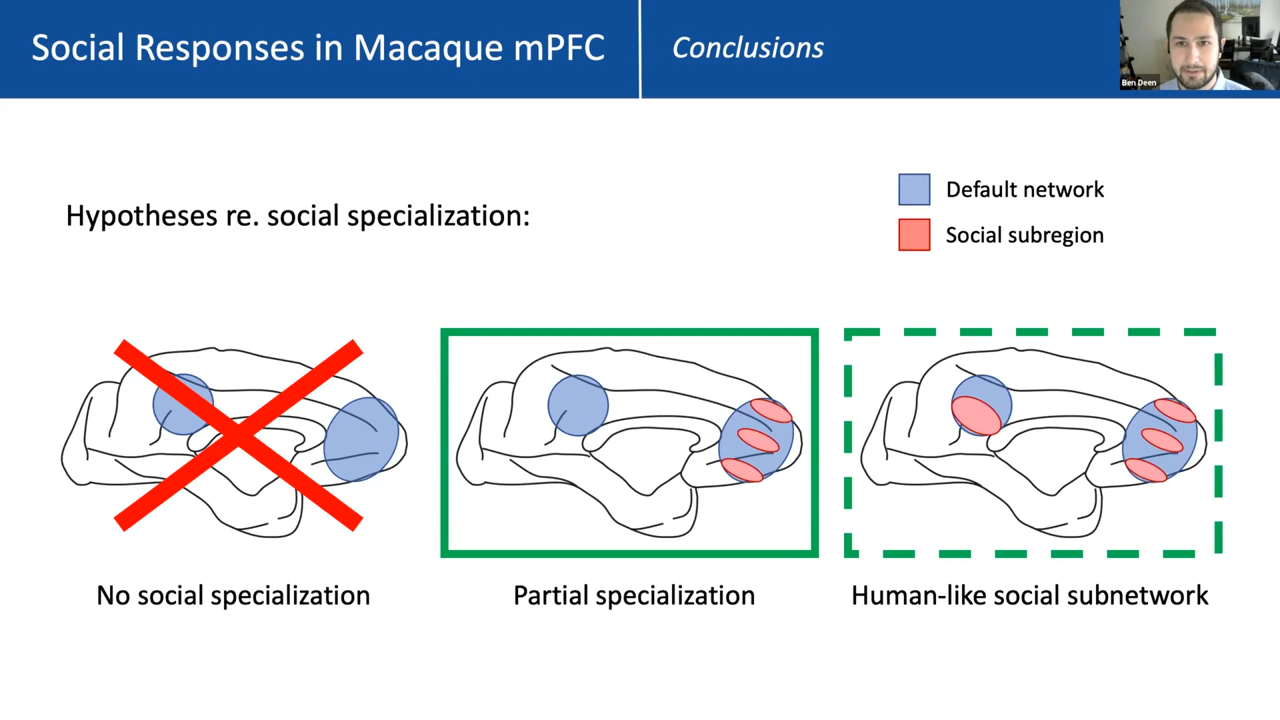 Social Responses in Macaque mPFC
Conclusions
Ben Deen
Default network
Hypotheses re. social specialization:
Social subregion
No social specialization
Partial specialization
Human-like social subnetwork